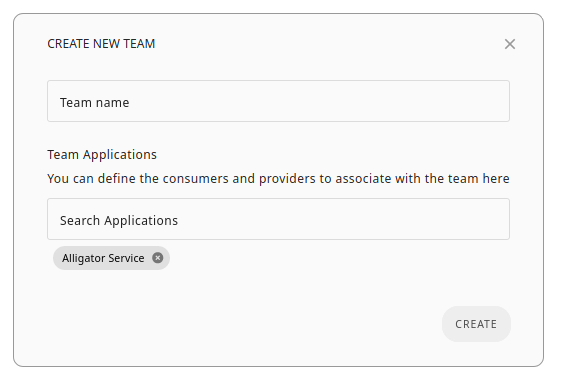 CREATE NEW TEAM
Team name
Team Applications
You can define the consumers and providers to associate with the team here
Search Applications
Alligator Service
CREATE